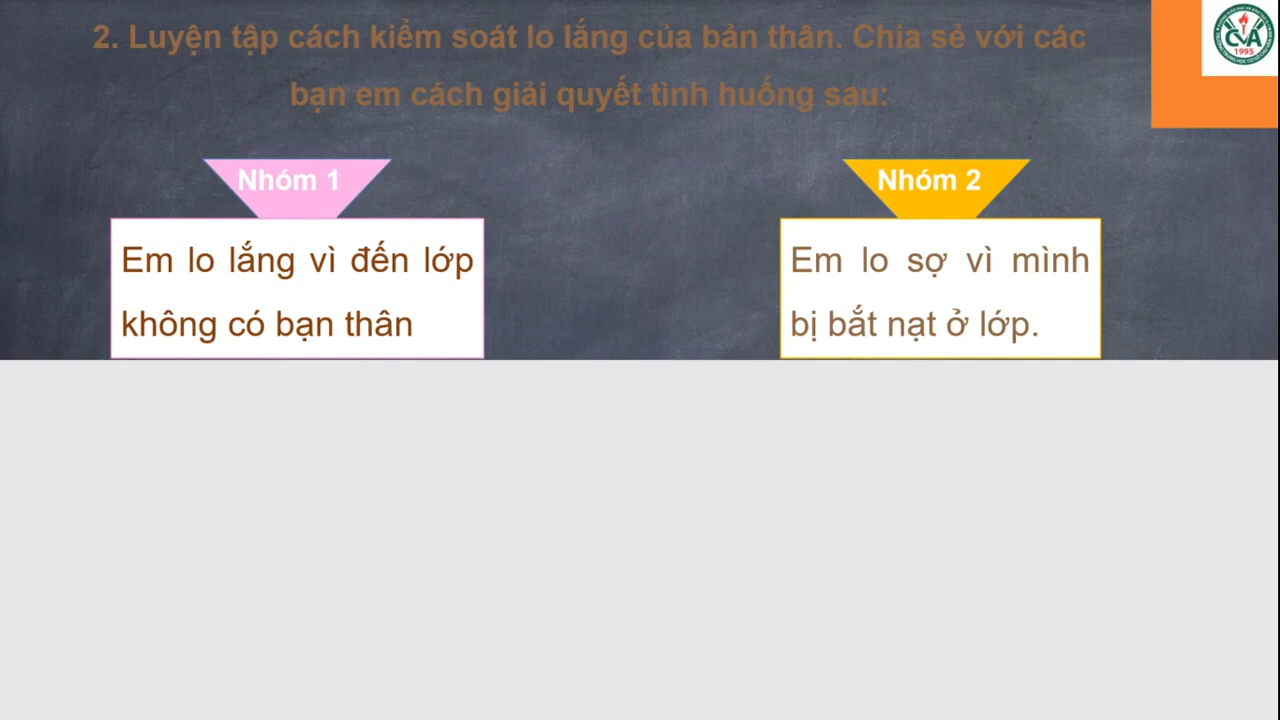 2. Luyện tập cách kiểm soát lo lắng của bản thân. Chia sẻ với các
bạn em cách giải quyết tình huống sau:
Nhóm 1
Em lo lắng vì đến lớp
không có bạn thân
Nhóm 2
Em lo sợ vì mình
bị bắt nạt ở lớp.
CVA
1995